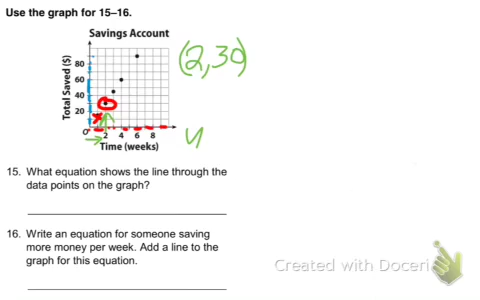 Use the graph for 15–16.
Savings Account
(2,30)
Total Saved ($)
80
60
40
20
O
2 4 6 8
Time (weeks)
x
y
15. What equation shows the line through the
data points on the graph?
16. Write an equation for someone saving
more money per week. Add a line to the
graph for this equation.
Created with Doceri